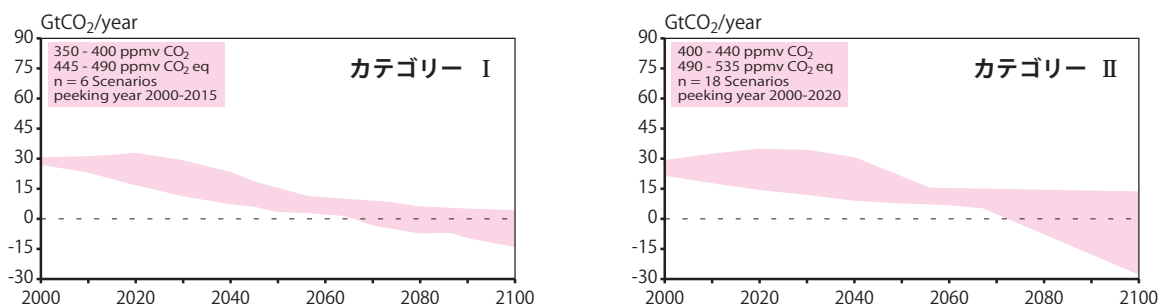 GtCO₂/year
90
75
60
45
30
15
0
-15
-30
2000 2020 2040 2060 2080 2100
350 - 400 ppmv CO₂
445 - 490 ppmv CO₂ eq
n = 6 Scenarios
peeking year 2000-2015
カテゴリー Ⅰ
GtCO₂/year
90
75
60
45
30
15
0
-15
-30
2000 2020 2040 2060 2080 2100
400 - 440 ppmv CO₂
490 - 535 ppmv CO₂ eq
n = 18 Scenarios
peeking year 2000-2020
カテゴリー Ⅱ